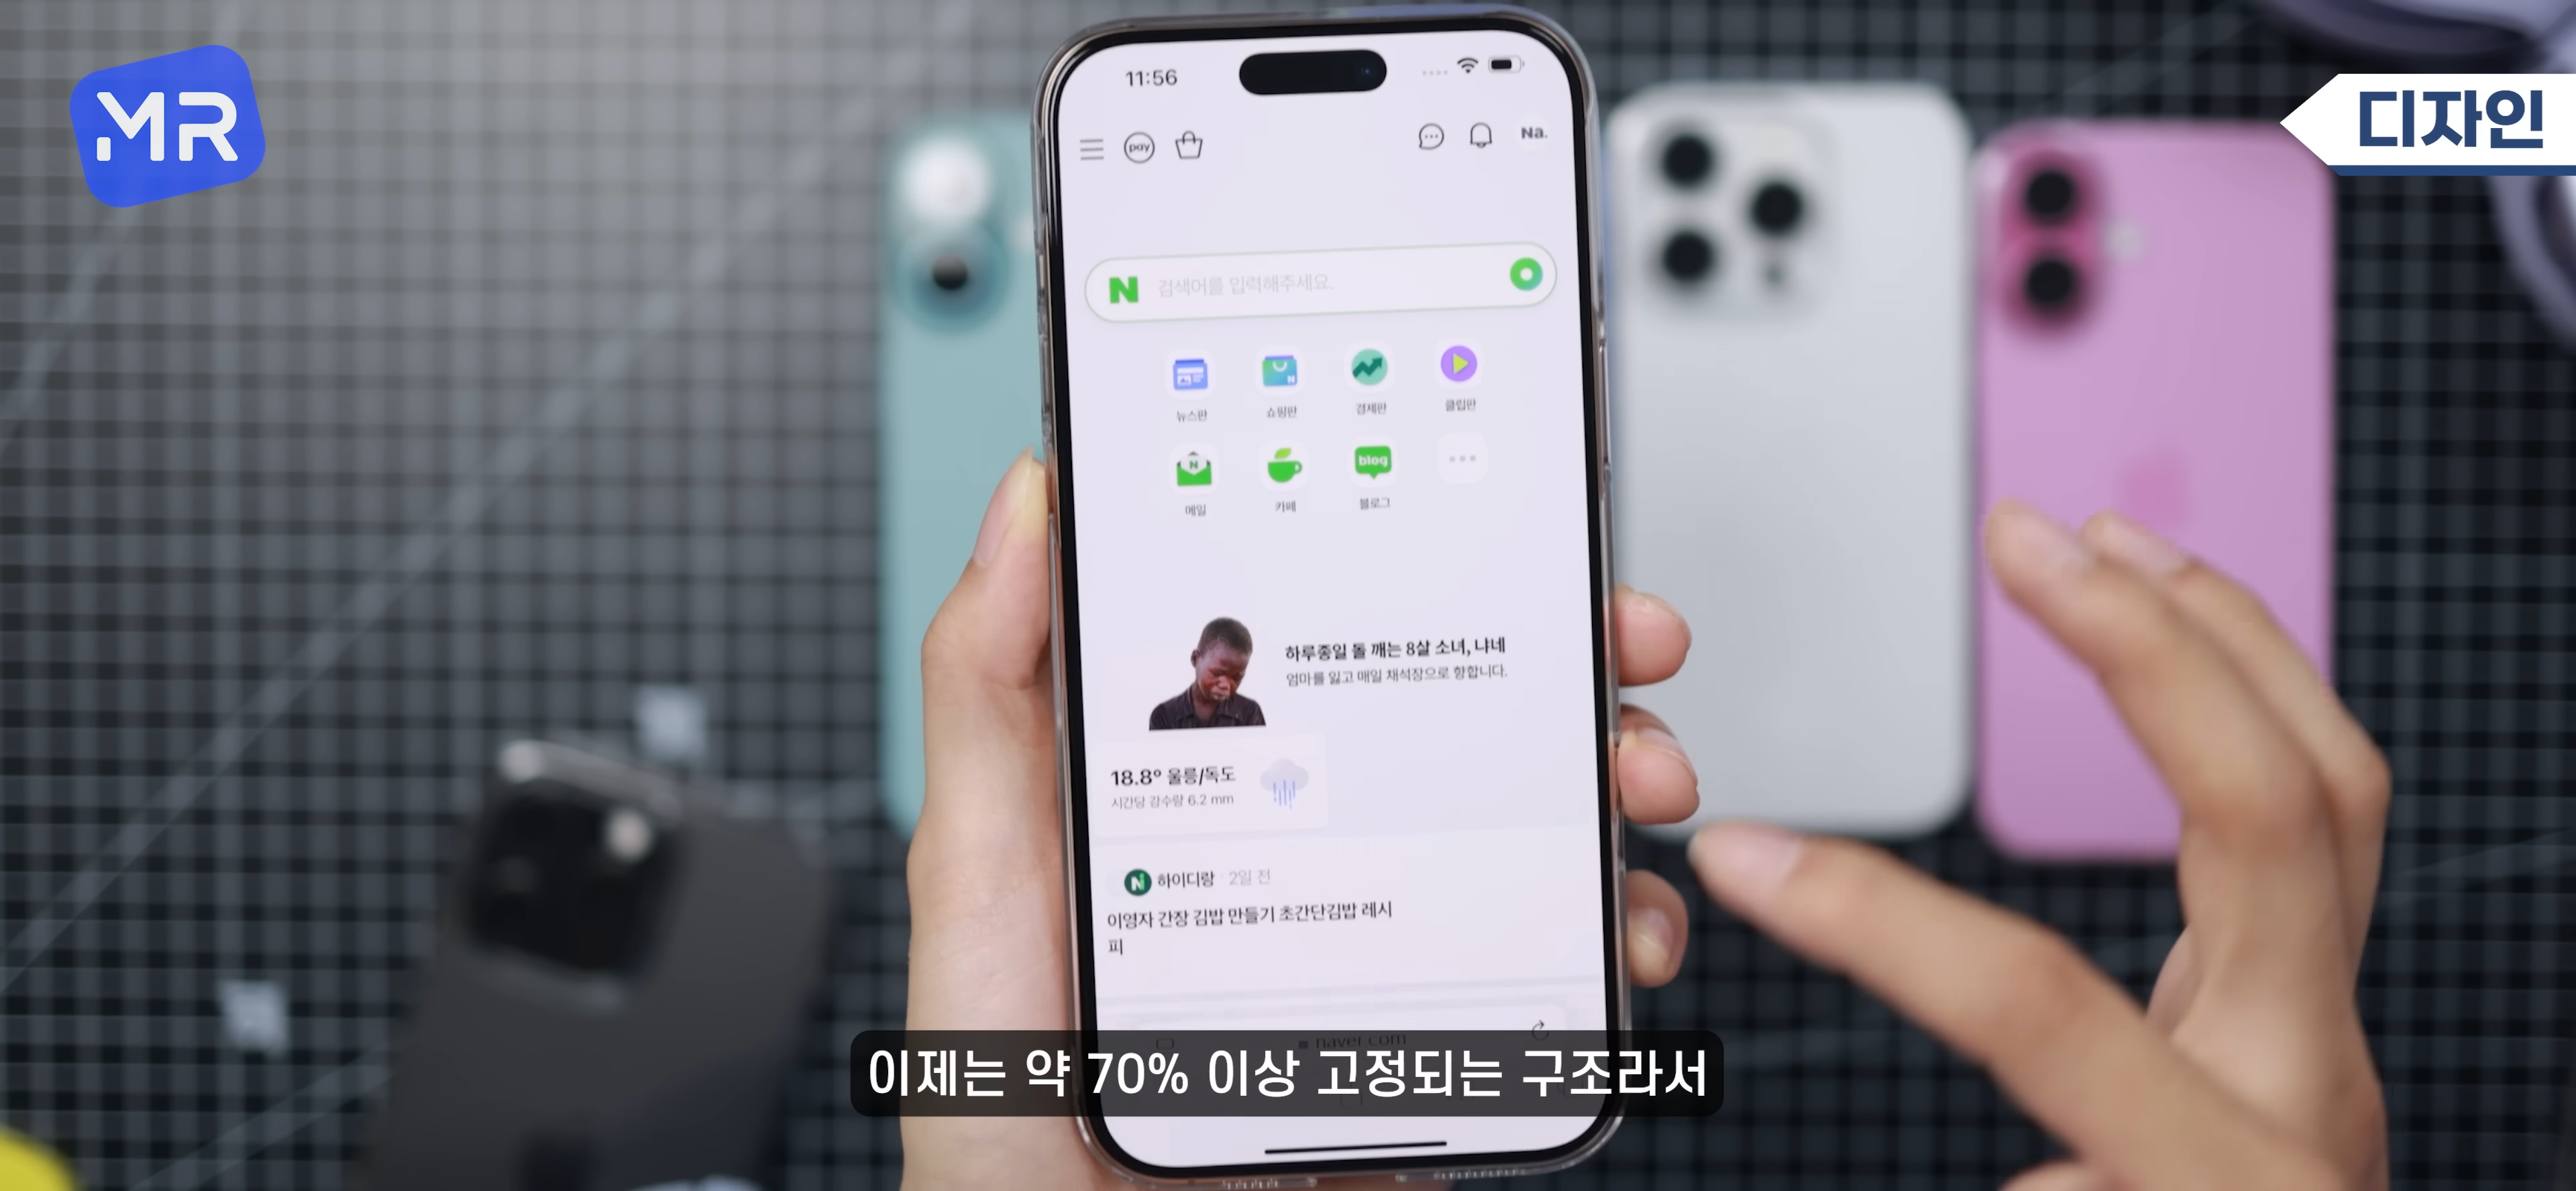 MR
디자인
11:56
pay
Na.
N 검색어를 입력해주세요.
뉴스판 쇼핑판 경제판 클립판
N
blog
메일 카페 블로그
하루종일 돌 깨는 8살 소녀, 냐네
엄마를 잃고 매일 채석장으로 향합니다.
18.8° 울릉/독도
시간당 강수량 6.2 mm
하이디랑 · 2일 전
이영자 간장 김밥 만들기 초간단김밥 레시
피
naver.com
이제는 약 70% 이상 고정되는 구조라서